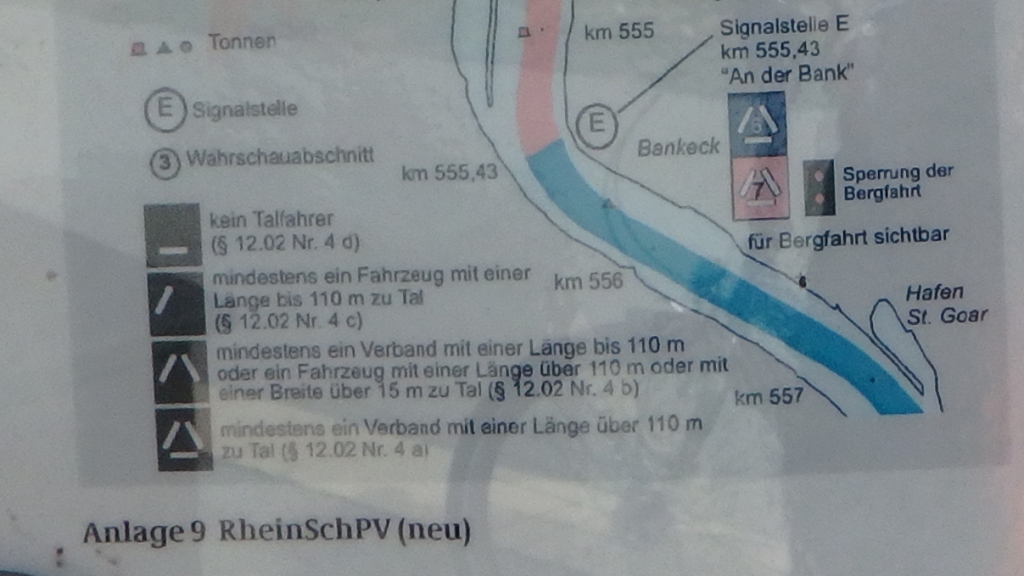 Tonnen
E Signalstelle
3 Wahrschauabschnitt
kein Talfahrer
(§ 12.02 Nr. 4 d)
mindestens ein Fahrzeug mit einer
Länge bis 110 m zu Tal
(§ 12.02 Nr. 4 c)
mindestens ein Verband mit einer Länge bis 110 m
oder ein Fahrzeug mit einer Länge über 110 m oder mit
einer Breite über 15 m zu Tal (§ 12.02 Nr. 4 b)
mindestens ein Verband mit einer Länge über 110 m
zu Tal (§ 12.02 Nr. 4 a)
km 555
Signalstelle E
km 555,43
"An der Bank"
E
Bankeck
km 555,43
7
Sperrung der
Bergfahrt
für Bergfahrt sichtbar
km 556
Hafen
St. Goar
km 557
Anlage 9 RheinSchPV (neu)